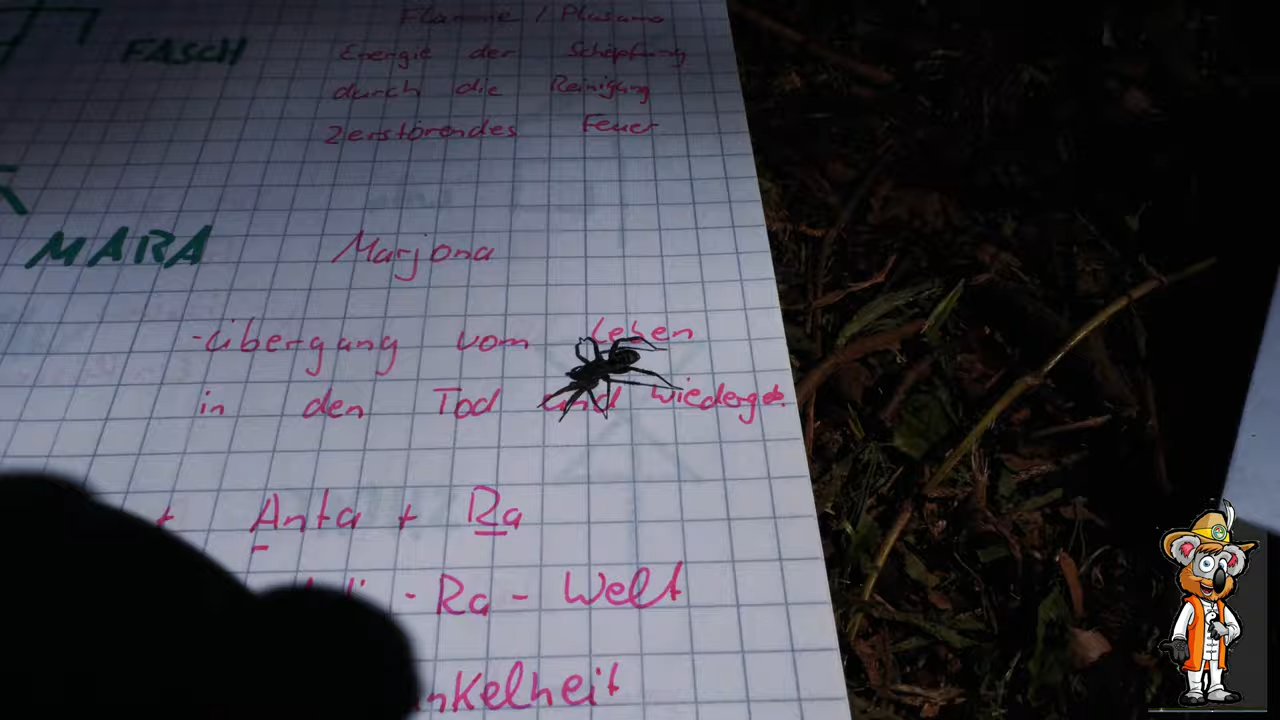 Flamme / Plasama
FASCH Energie der Schöpfung
durch die Reinigung
Zerstörendes Feuer
MARA Marjona
-übergang vom Leben
in den Tod und wiedergeb
+ Anta + Ra
- Ra - Welt
nkelheit